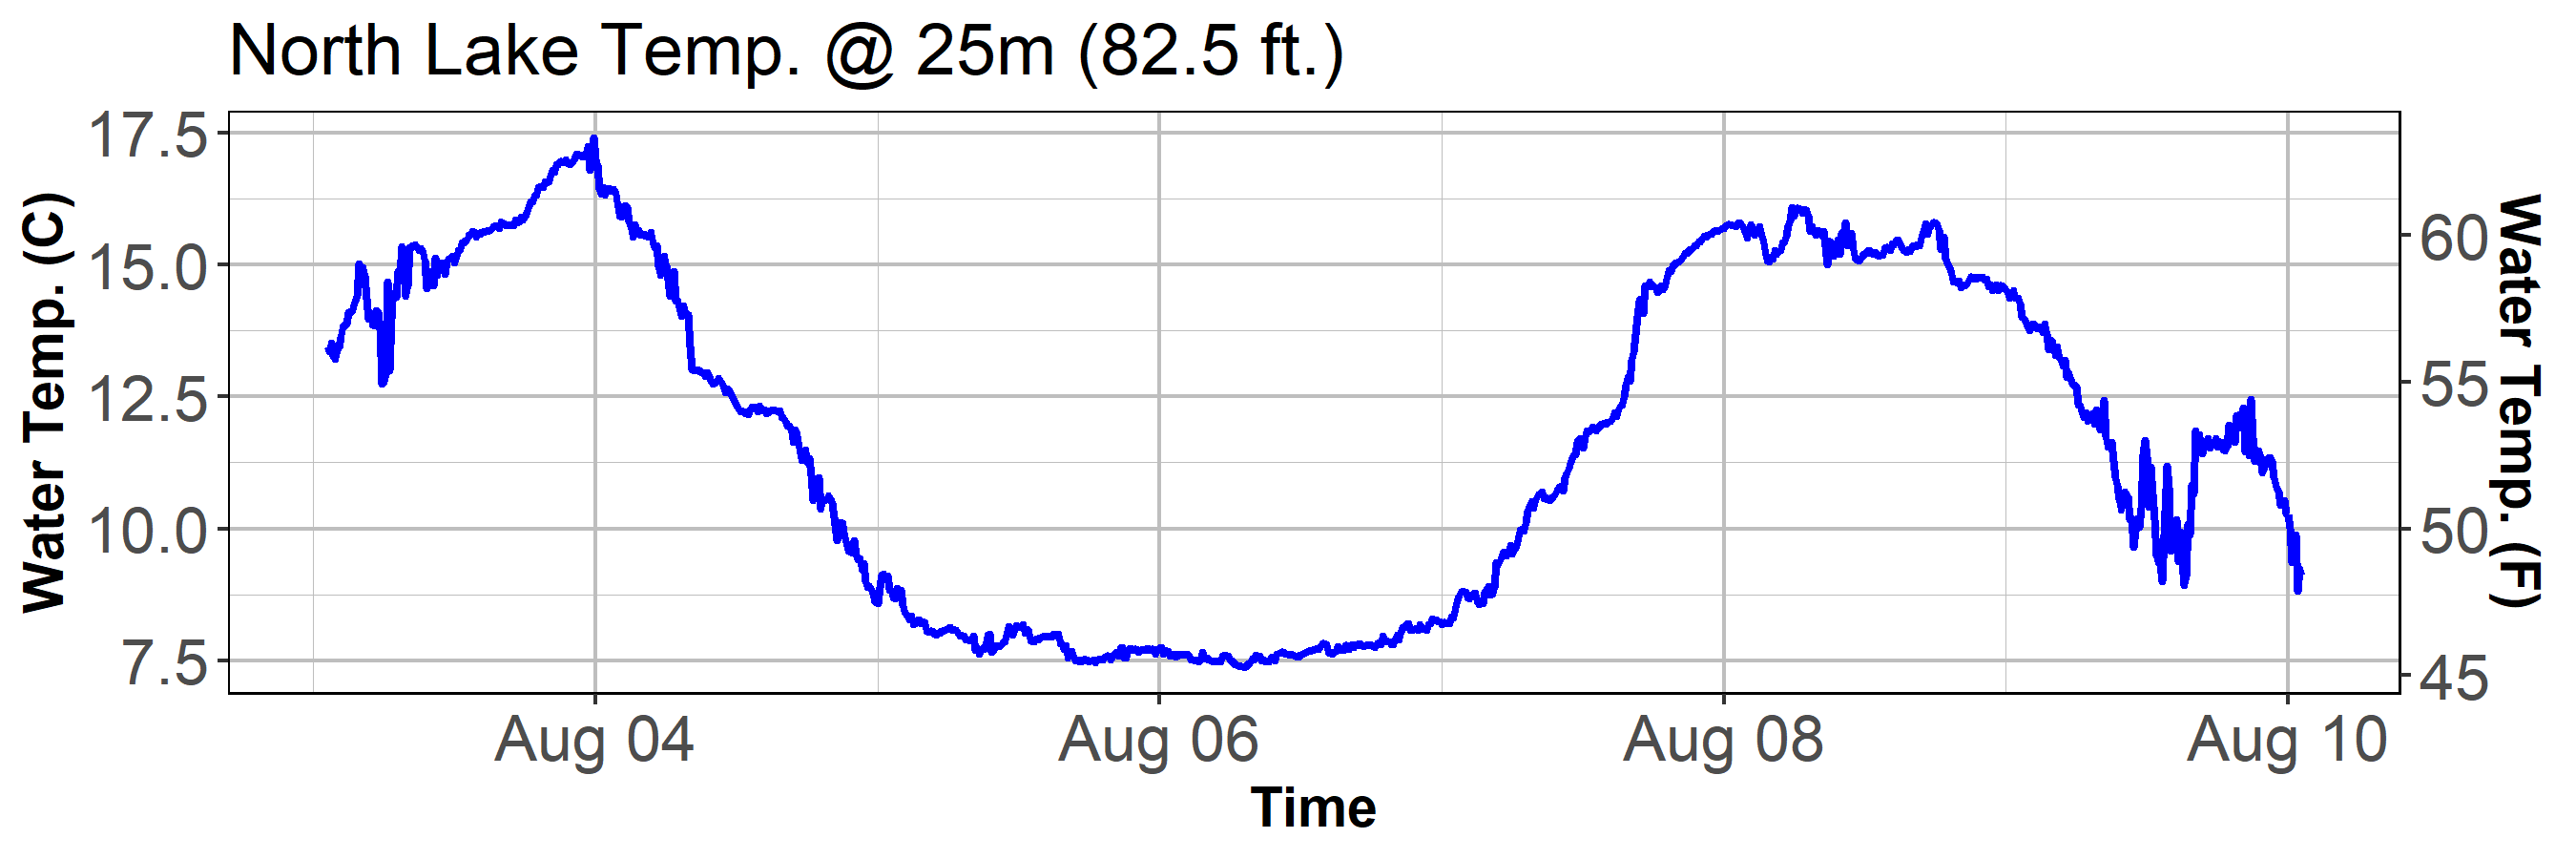 North Lake Temp. @ 25m (82.5 ft.)
Water Temp. (C)
17.5
15.0
12.5
10.0
7.5
60
55
50
45
Water Temp. (F)
Aug 04 Aug 06 Aug 08 Aug 10
Time